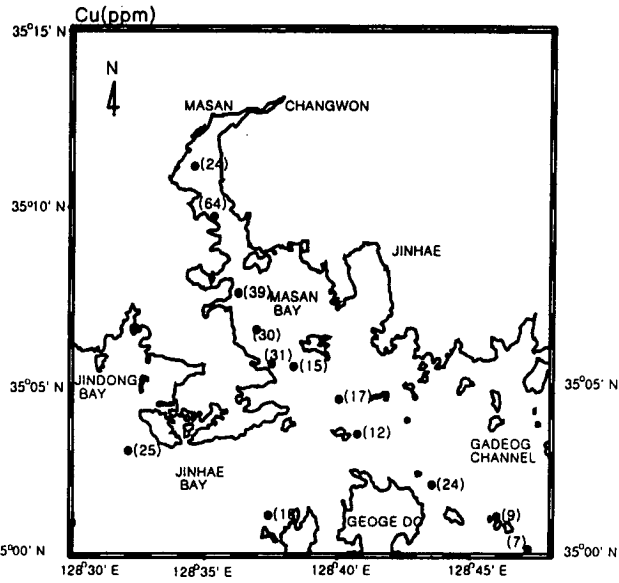 Cu(ppm)
35°15' N
N
MASAN
CHANGWON
(24)
35°10' N
(64)
JINHAE
(39)
MASAN
BAY
(30)
(31)
(15)
JINDONG
BAY
35°05' N
35°05' N
(17)
(12)
GADEOG
CHANNEL
(25)
JINHAE
BAY
(24)
GEOGE DO
(9)
(7)
35°00' N
35°00' N
128°30' E
128°35' E
128°40' E
128°45' E